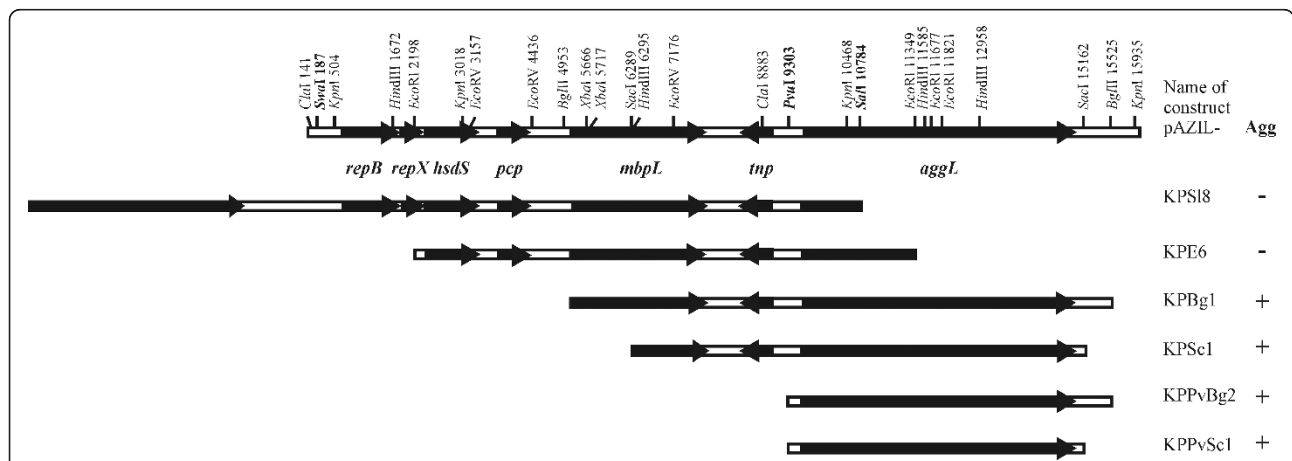 ClaI 141
SwaI 187
KpnI 504
HindIII 1672
EcoRI 2198
KpnI 3018
EcoRV 3157
EcoRV 4436
BglII 4953
XbaI 5666
XbaI 5717
SacI 6289
HindIII 6295
EcoRV 7176
ClaI 8883
PvuI 9303
KpnI 10468
SalI 10784
EcoRI 11349
HindIII 11585
EcoRI 11677
EcoRI 11821
HindIII 12958
SacI 15162
BglII 15525
KpnI 15935
Name of
construct
pAZIL- Agg
repB repX hsdS pcp mbpL tnp aggL
KPSl8 -
KPE6 -
KPBg1 +
KPSc1 +
KPPvBg2 +
KPPvSc1 +